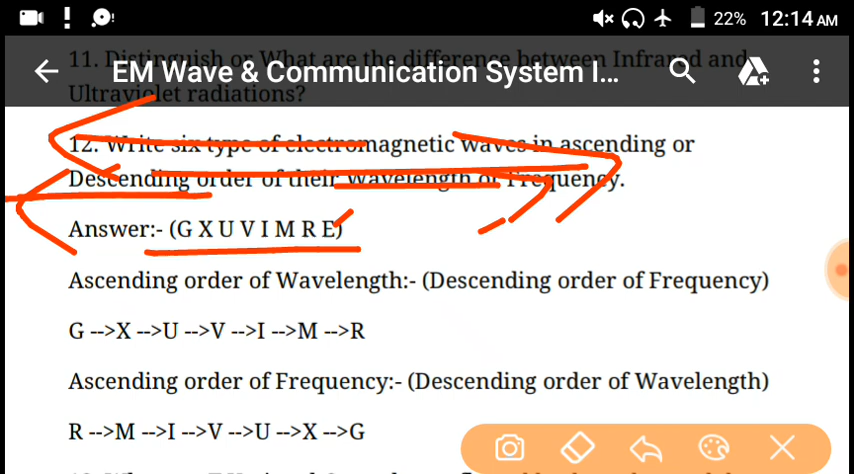 22% 12:14 AM
11. Distinguish or What are the difference between Infrared and
EM Wave & Communication System I...
Ultraviolet radiations?
12. Write six type of electromagnetic waves in ascending or
Descending order of their wavelength or Frequency.
Answer:- (G X U V I M R E)
Ascending order of Wavelength:- (Descending order of Frequency)
G -->X -->U -->V -->I -->M -->R
Ascending order of Frequency:- (Descending order of Wavelength)
R -->M -->I -->V -->U -->X -->G